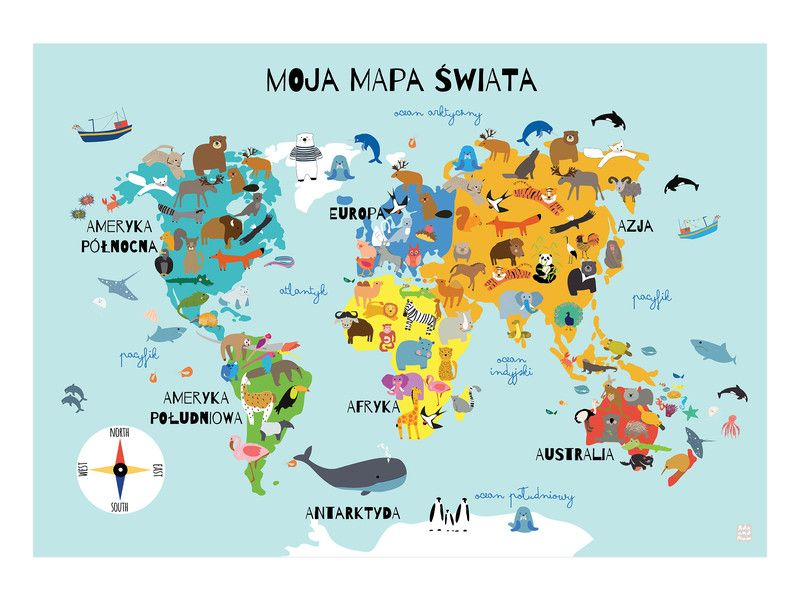 MOJA MAPA ŚWIATA
ocean arktyczny
EUROPA
AMERYKA
PÓŁNOCNA
AZJA
atlantyk
pacyfik
pacyfik
ocean
indyjski
AMERYKA
POŁUDNIOWA
AFRYKA
AUSTRALIA
NORTH
WEST
EAST
SOUTH
ocean południowy
ANTARKTYDA